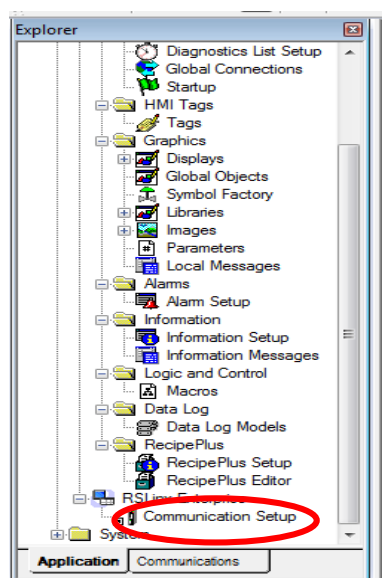 Explorer
Diagnostics List Setup
Global Connections
Startup
HMI Tags
Tags
Graphics
Displays
Global Objects
Symbol Factory
Libraries
Images
Parameters
Local Messages
Alarms
Alarm Setup
Information
Information Setup
Information Messages
Logic and Control
Macros
Data Log
Data Log Models
RecipePlus
RecipePlus Setup
RecipePlus Editor
RSLinx Enterprise
Communication Setup
System
Application Communications